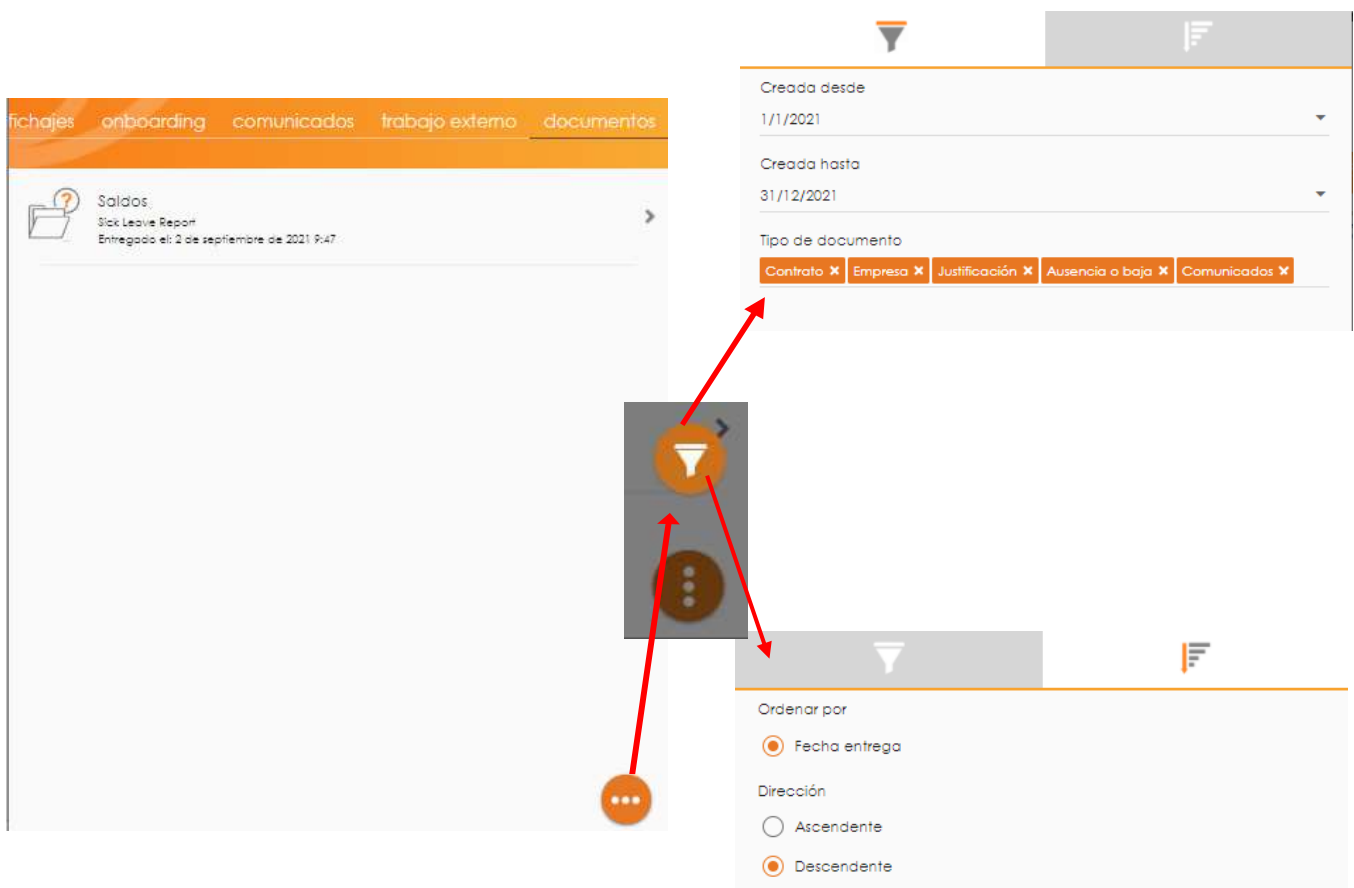 fichajes onboarding comunicados trabajo externo documentos
Saldos
Sick Leave Report
Entregado el: 2 de septiembre de 2021 9:47
Creada desde
1/1/2021
Creada hasta
31/12/2021
Tipo de documento
Contrato × Empresa × Justificación × Ausencia o baja × Comunicados ×
Ordenar por
Fecha entrega
Dirección
Ascendente
Descendente